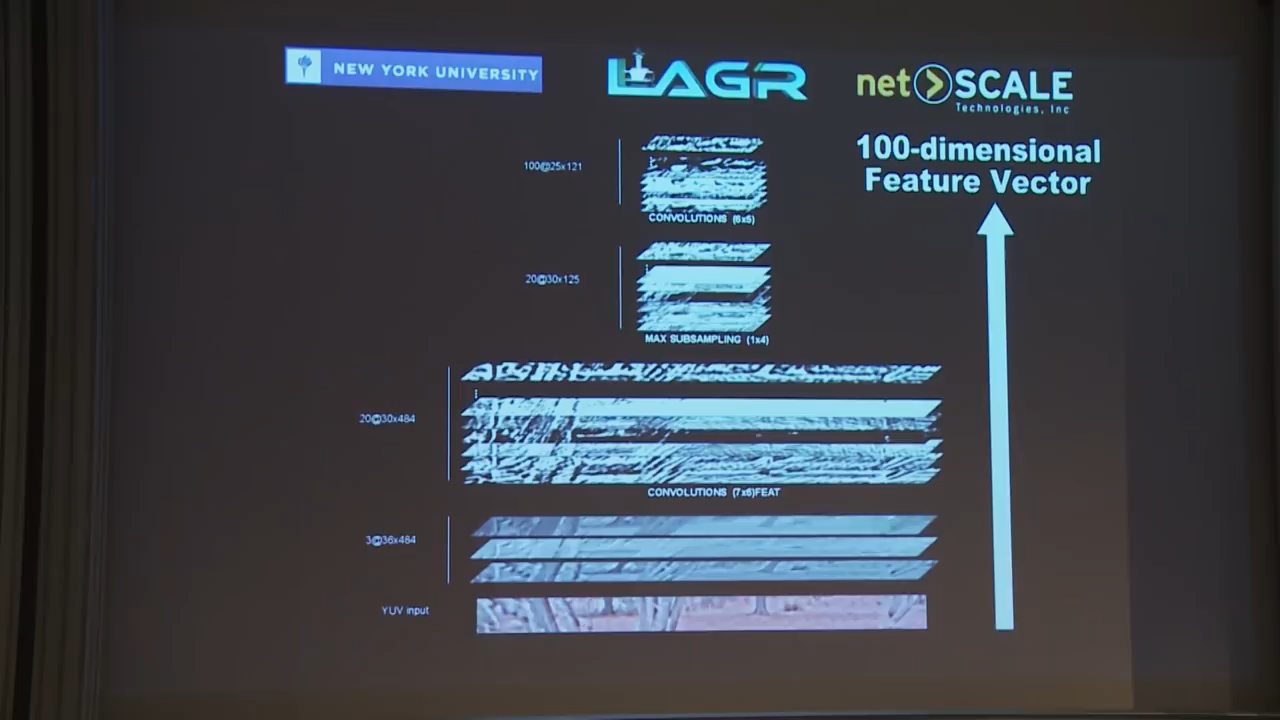 NEW YORK UNIVERSITY
LAGR
net SCALE
Technologies, Inc
100-dimensional
Feature Vector
100@25x121
CONVOLUTIONS (6x5)
20@30x125
MAX SUBSAMPLING (1x4)
20@30x484
CONVOLUTIONS (7x6)FEAT
3@36x484
YUV input